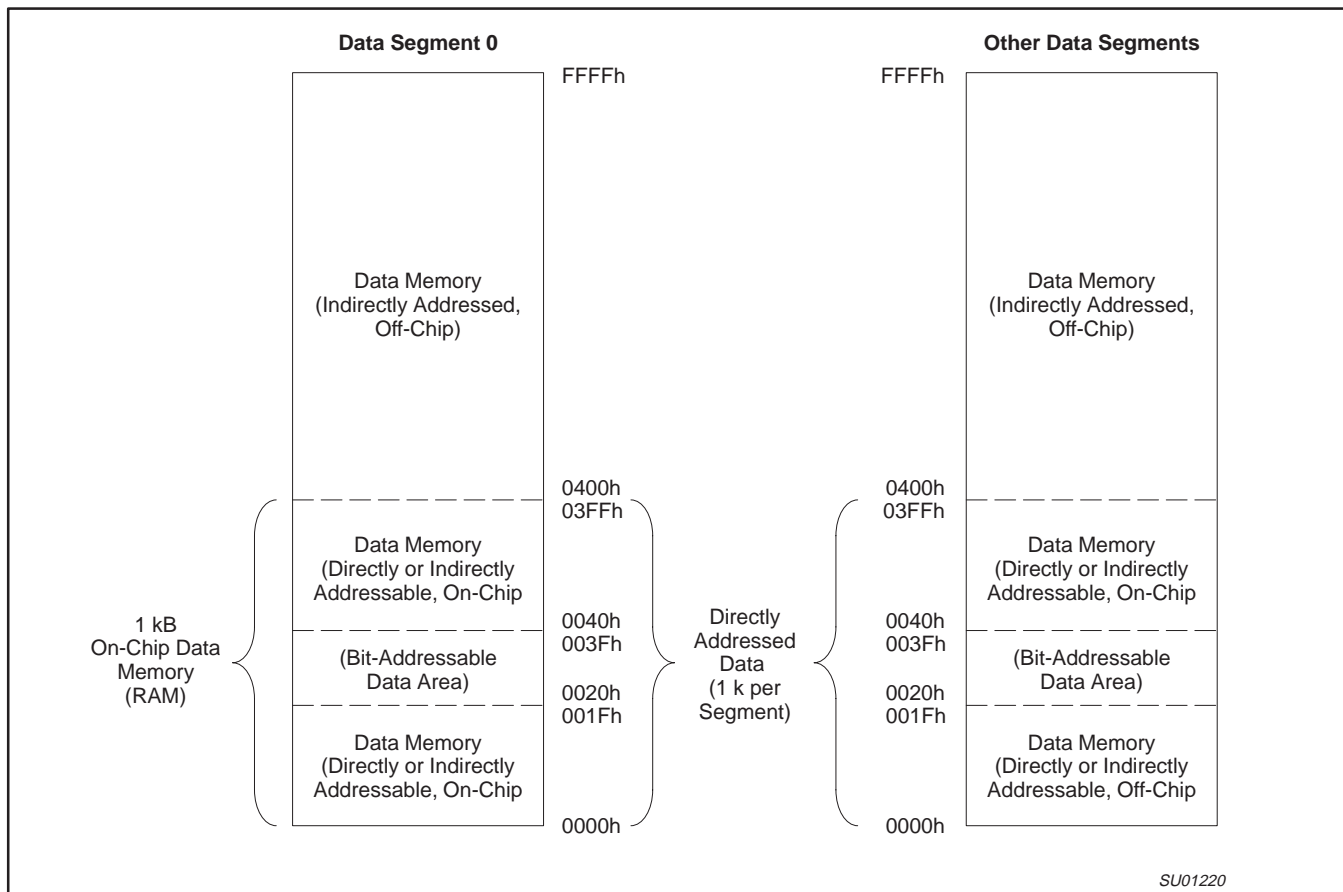 Data Segment 0
FFFFh
Data Memory
(Indirectly Addressed,
Off-Chip)
0400h
03FFh
Data Memory
(Directly or Indirectly
Addressable, On-Chip
0040h
003Fh
(Bit-Addressable
Data Area)
0020h
001Fh
Data Memory
(Directly or Indirectly
Addressable, On-Chip
0000h
1 kB
On-Chip Data
Memory
(RAM)
Directly
Addressed
Data
(1 k per
Segment)
Other Data Segments
FFFFh
Data Memory
(Indirectly Addressed,
Off-Chip)
0400h
03FFh
Data Memory
(Directly or Indirectly
Addressable, On-Chip
0040h
003Fh
(Bit-Addressable
Data Area)
0020h
001Fh
Data Memory
(Directly or Indirectly
Addressable, Off-Chip
0000h
SU01220